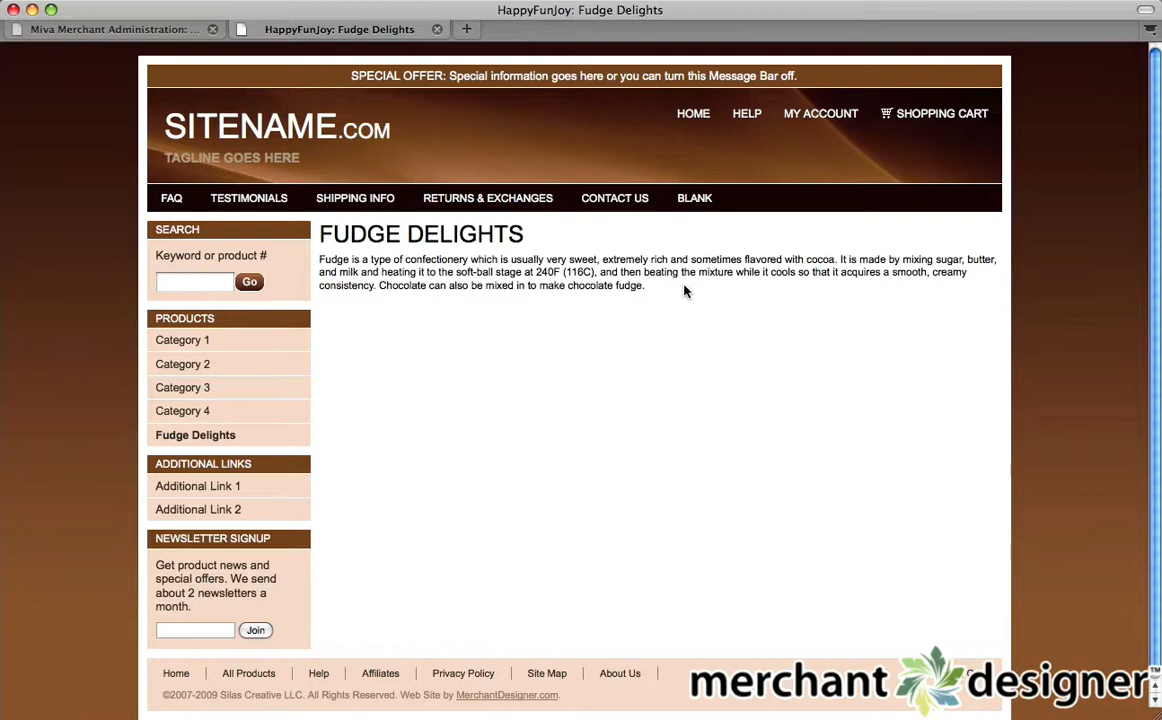 HappyFunJoy: Fudge Delights
Miva Merchant Administration: ...
HappyFunJoy: Fudge Delights
SPECIAL OFFER: Special information goes here or you can turn this Message Bar off.
SITENAME.COM
TAGLINE GOES HERE
HOME HELP MY ACCOUNT SHOPPING CART
FAQ TESTIMONIALS SHIPPING INFO RETURNS & EXCHANGES CONTACT US BLANK
SEARCH
Keyword or product #
Go
PRODUCTS
Category 1
Category 2
Category 3
Category 4
Fudge Delights
ADDITIONAL LINKS
Additional Link 1
Additional Link 2
NEWSLETTER SIGNUP
Get product news and
special offers. We send
about 2 newsletters a
month.
Join
FUDGE DELIGHTS
Fudge is a type of confectionery which is usually very sweet, extremely rich and sometimes flavored with cocoa. It is made by mixing sugar, butter,
and milk and heating it to the soft-ball stage at 240F (116C), and then beating the mixture while it cools so that it acquires a smooth, creamy
consistency. Chocolate can also be mixed in to make chocolate fudge.
Home All Products Help Affiliates Privacy Policy Site Map About Us
©2007-2009 Silas Creative LLC. All Rights Reserved. Web Site by MerchantDesigner.com.
merchant designer™